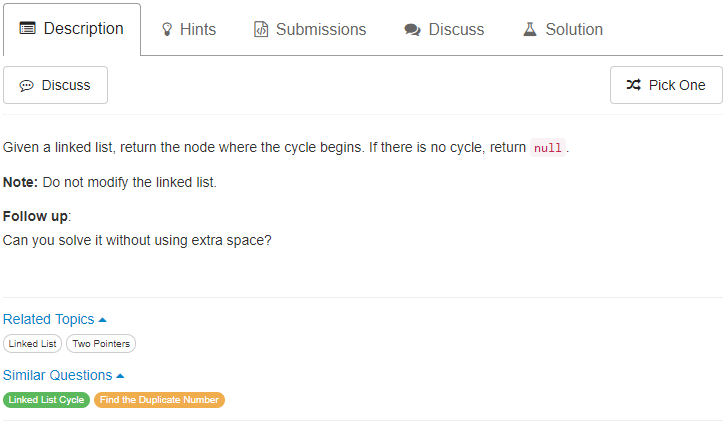 Description Hints Submissions Discuss Solution
Discuss Pick One
Given a linked list, return the node where the cycle begins. If there is no cycle, return null.
Note: Do not modify the linked list.
Follow up:
Can you solve it without using extra space?
Related Topics
Linked List Two Pointers
Similar Questions
Linked List Cycle Find the Duplicate Number